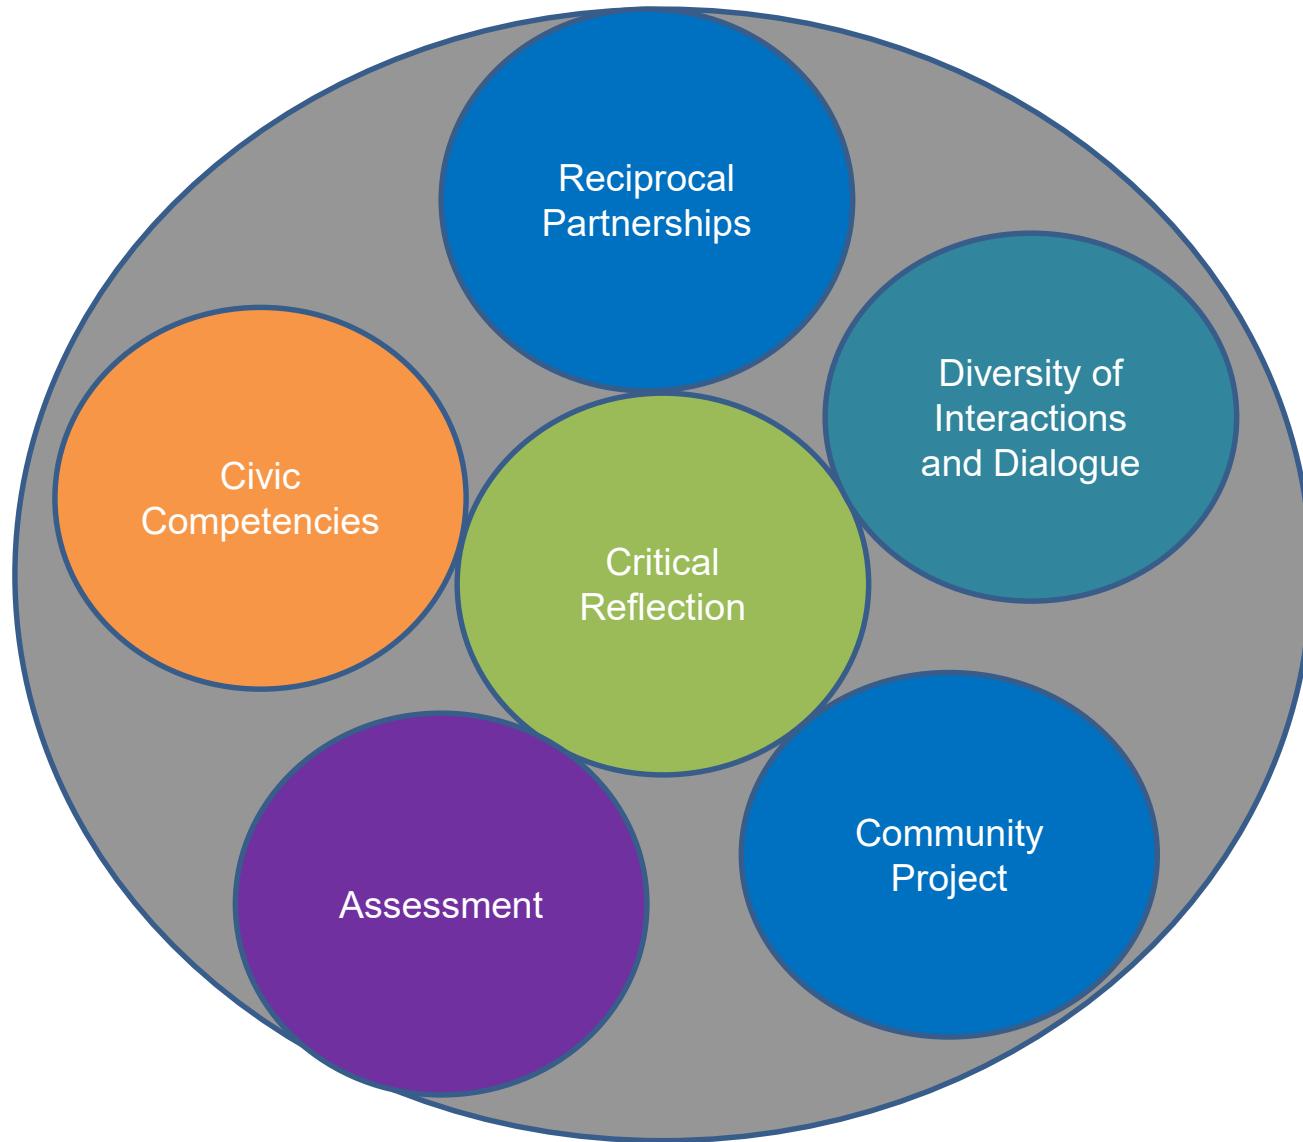 Reciprocal
Partnerships
Diversity of
Interactions
and Dialogue
Civic
Competencies
Critical
Reflection
Community
Project
Assessment